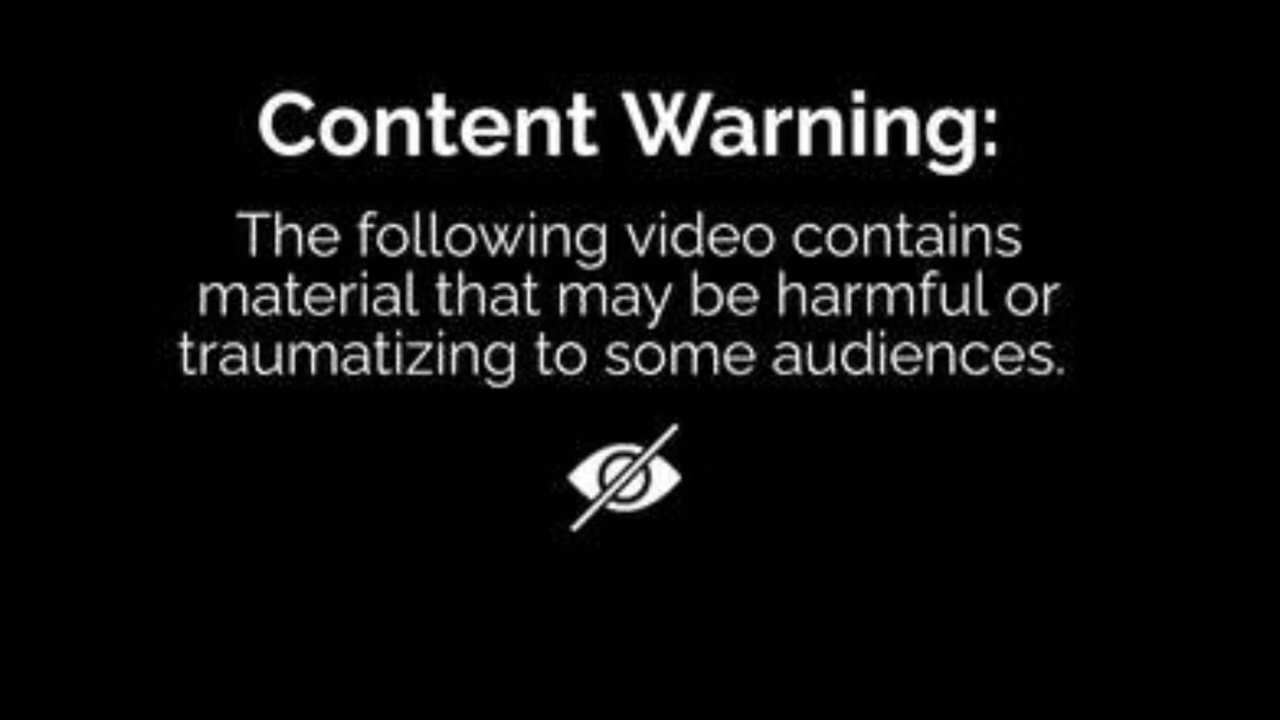 Content Warning:
The following video contains
material that may be harmful or
traumatizing to some audiences.